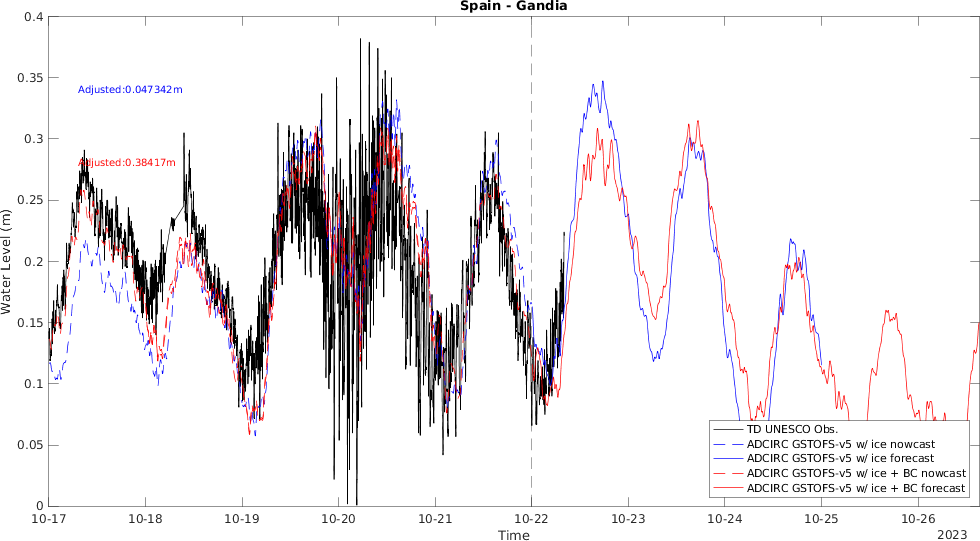 Spain - Gandia
0.4
0.35
0.3
0.25
0.2
0.15
0.1
0.05
0
Water Level (m)
Adjusted:0.047342m
Adjusted:0.38417m
TD UNESCO Obs.
ADCIRC GSTOFS-v5 w/ ice nowcast
ADCIRC GSTOFS-v5 w/ ice forecast
ADCIRC GSTOFS-v5 w/ ice + BC nowcast
ADCIRC GSTOFS-v5 w/ ice + BC forecast
10-17 10-18 10-19 10-20 10-21 10-22 10-23 10-24 10-25 10-26
Time
2023